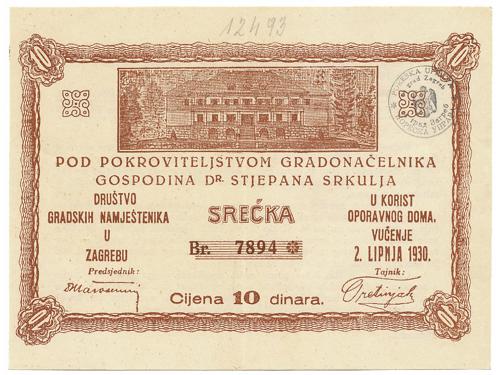 12493
10
10
POD POKROVITELJSTVOM GRADONAČELNIKA
GOSPODINA DR. STJEPANA SRKULJA
DRUŠTVO
GRADSKIH NAMJEŠTENIKA
U
ZAGREBU
Predsjednik:
SREĆKA
Br. 7894
Cijena 10 dinara.
U KORIST
OPORAVNOG DOMA.
VUČENJE
2. LIPNJA 1930.
Tajnik:
10
10